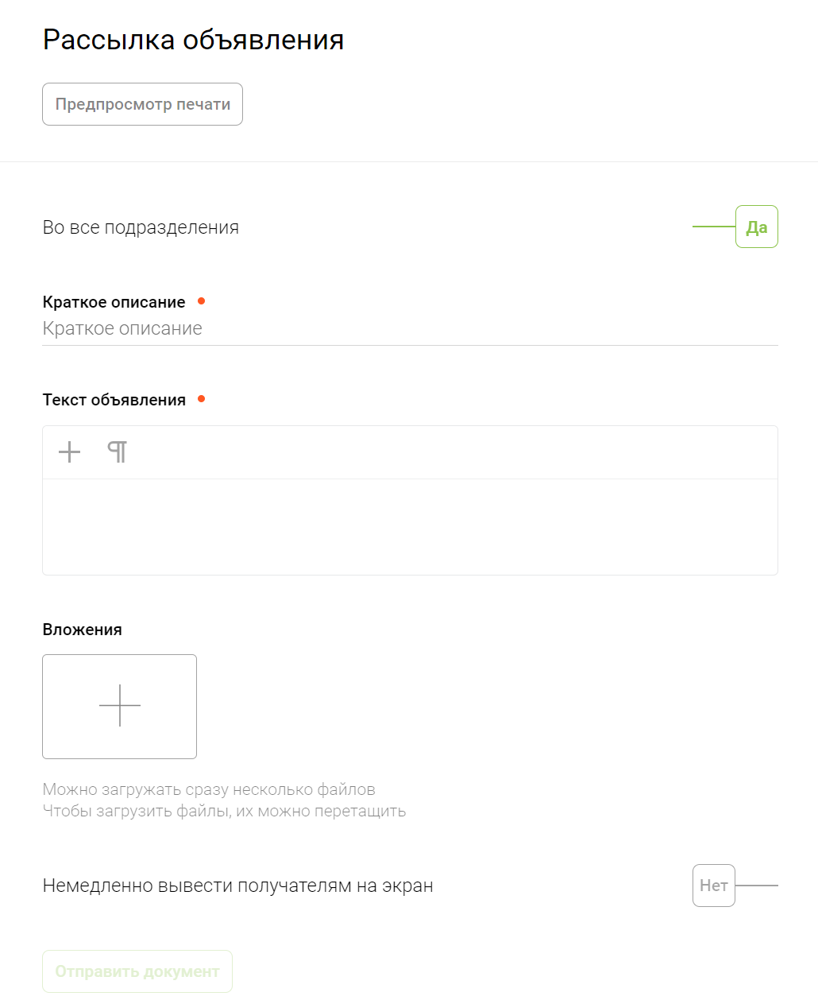 Рассылка объявления
Предпросмотр печати
Во все подразделения
Да
Краткое описание
Краткое описание
Текст объявления
Вложения
Можно загружать сразу несколько файлов
Чтобы загрузить файлы, их можно перетащить
Немедленно вывести получателям на экран
Нет
Отправить документ